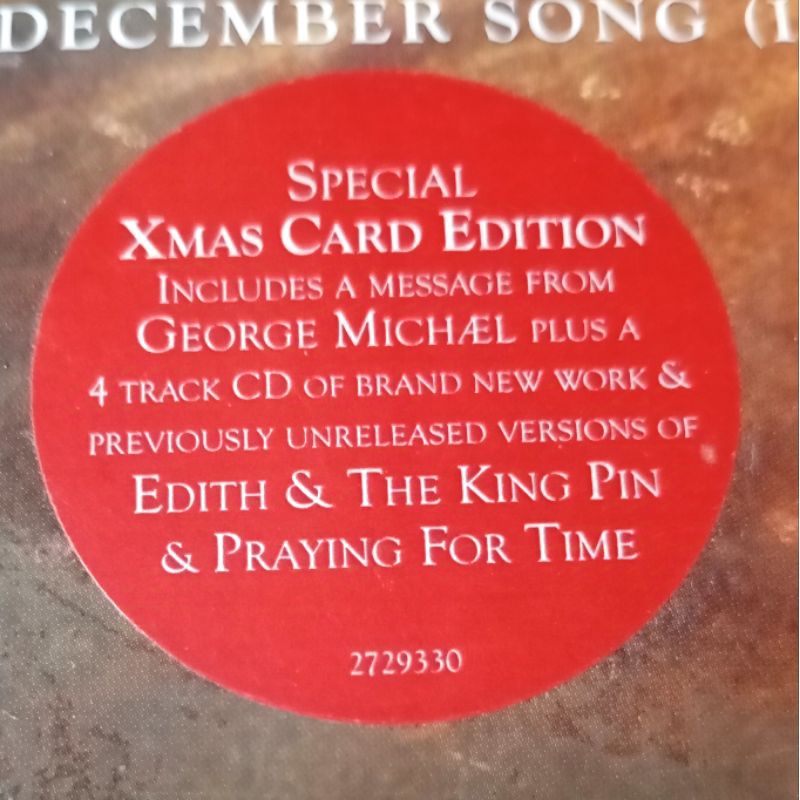 DECEMBER SONG (I
SPECIAL
XMAS CARD EDITION
INCLUDES A MESSAGE FROM
GEORGE MICHÆL PLUS A
4 TRACK CD OF BRAND NEW WORK &
PREVIOUSLY UNRELEASED VERSIONS OF
EDITH & THE KING PIN
& PRAYING FOR TIME
2729330